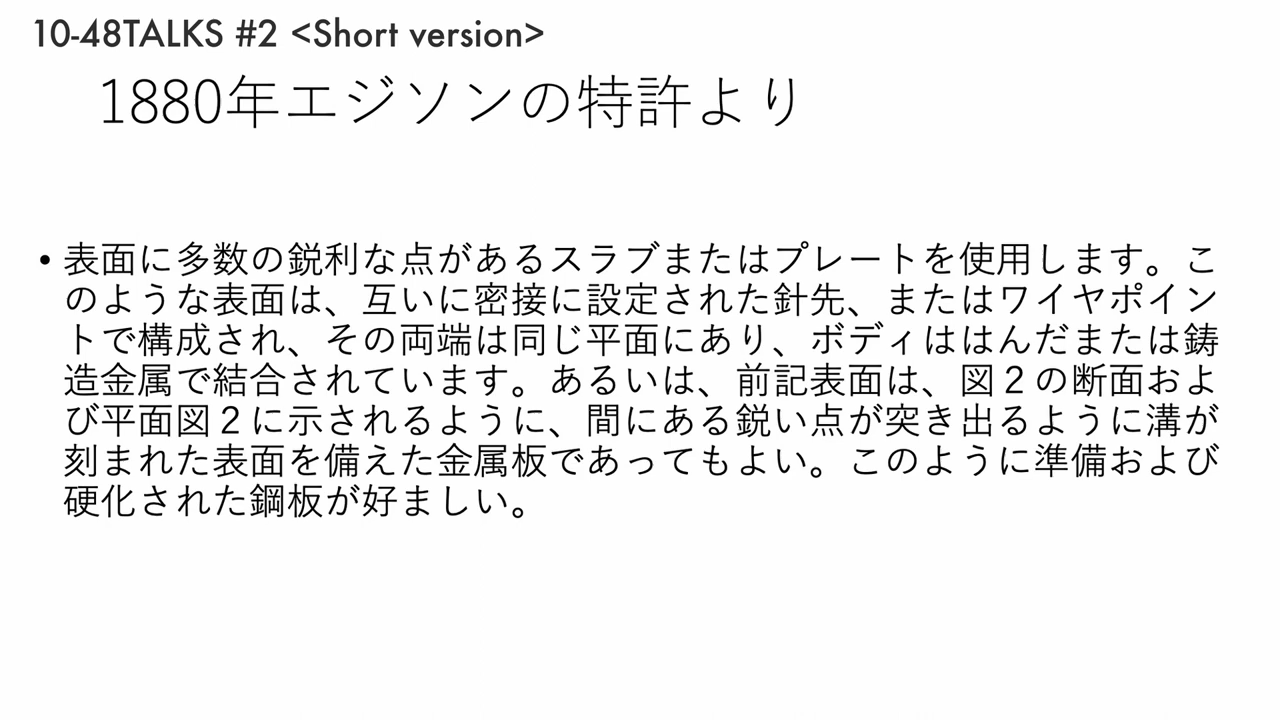 10-48TALKS #2 <Short version>
1880年エジソンの特許より
• 表面に多数の鋭利な点があるスラブまたはプレートを使用します。こ
のような表面は、互いに密接に設定された針先、またはワイヤポイン
トで構成され、その両端は同じ平面にあり、ボディははんだまたは鋳
造金属で結合されています。あるいは、前記表面は、図２の断面およ
び平面図２に示されるように、間にある鋭い点が突き出るように溝が
刻まれた表面を備えた金属板であってもよい。このように準備および
硬化された鋼板が好ましい。